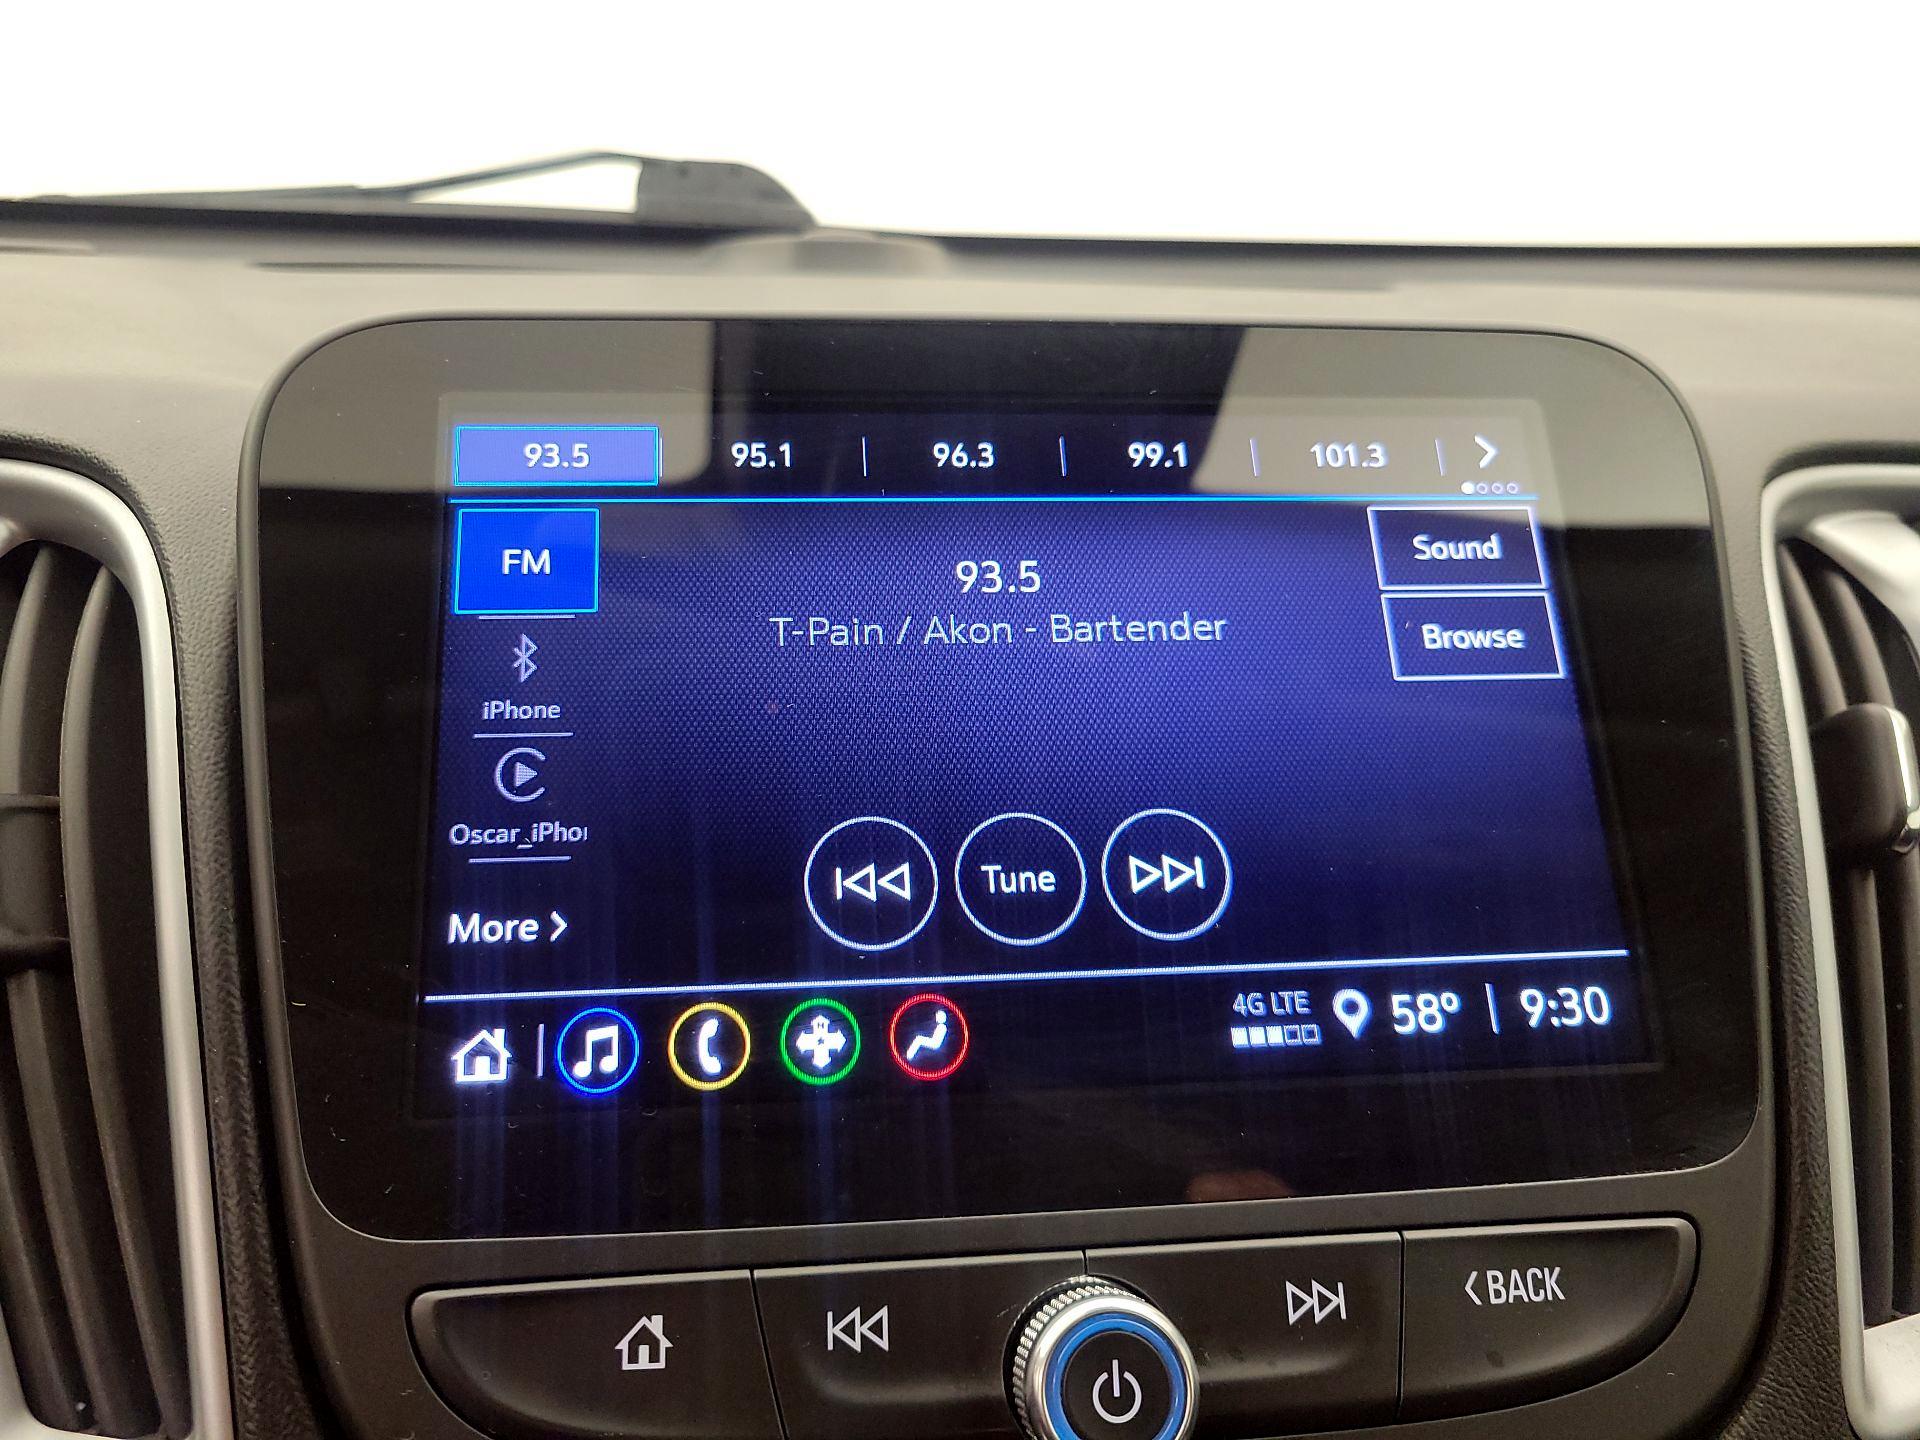 93.5 95.1 96.3 99.1 101.3
FM
93.5
T-Pain / Akon - Bartender
Sound
Browse
iPhone
Oscar_iPho
Tune
More
4G LTE 58° 9:30
BACK